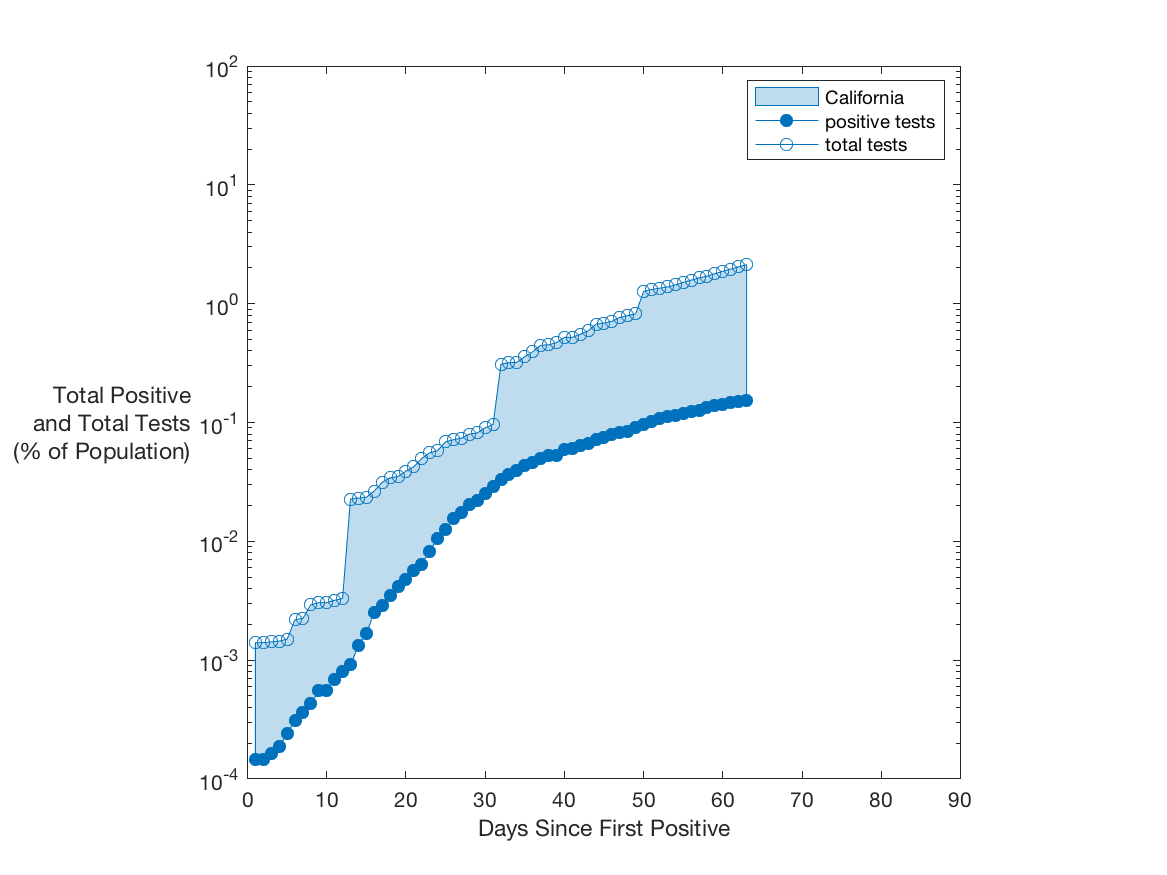 10^2
10^1
10^0
10^-1
10^-2
10^-3
10^-4
Total Positive
and Total Tests
(% of Population)
California
positive tests
total tests
0 10 20 30 40 50 60 70 80 90
Days Since First Positive